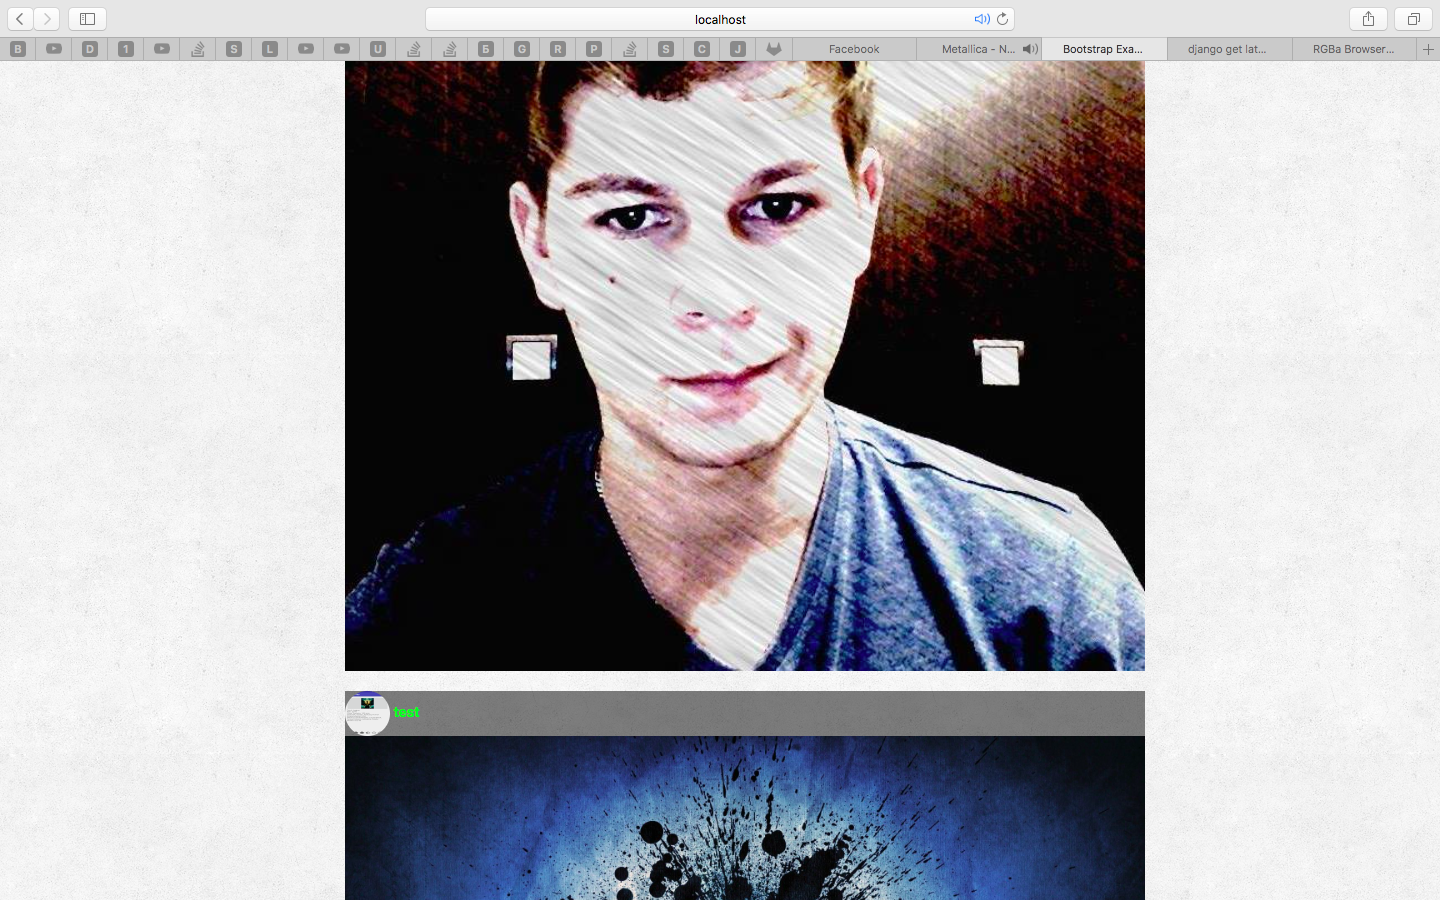 localhost
B D 1 S L U Б G R P S C J Facebook Metallica - N... Bootstrap Exa... django get lat... RGBa Browser...
test